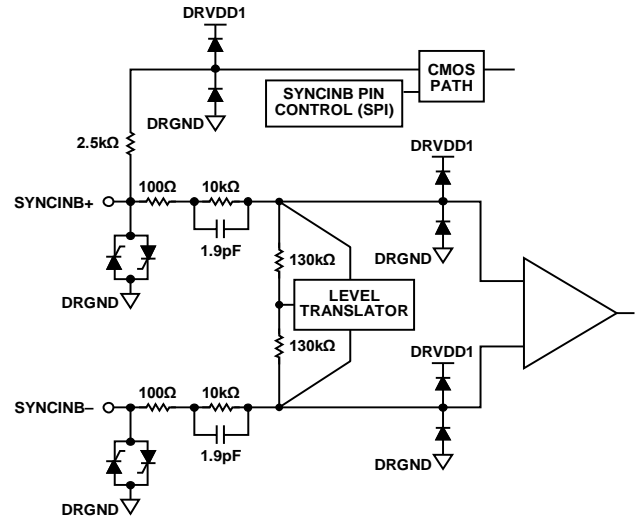 DRVDD1
CMOS
PATH
SYNCINB PIN
CONTROL (SPI)
DRGND
2.5kΩ
DRVDD1
SYNCINB+
100Ω
10kΩ
1.9pF
DRGND
130kΩ
DRGND
LEVEL
TRANSLATOR
130kΩ
DRVDD1
100Ω
10kΩ
SYNCINB–
1.9pF
DRGND
DRGND